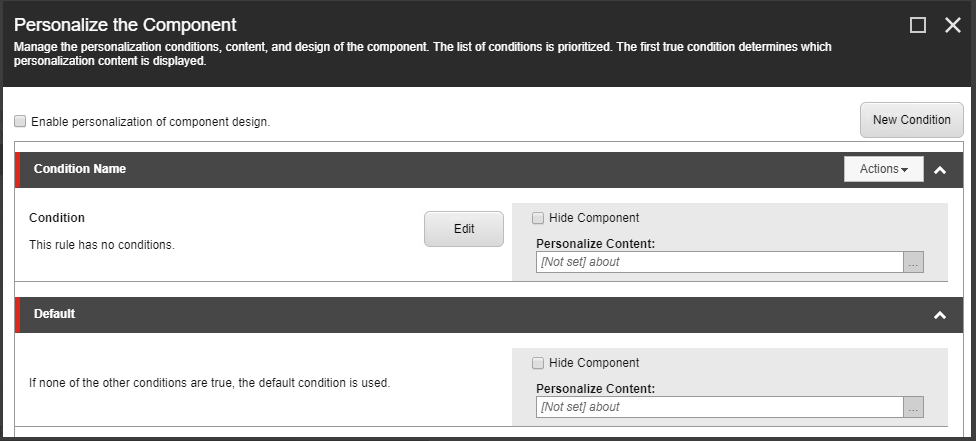 Personalize the Component
Manage the personalization conditions, content, and design of the component. The list of conditions is prioritized. The first true condition determines which
personalization content is displayed.
Enable personalization of component design.
New Condition
Condition Name
Actions
Condition
This rule has no conditions.
Edit
Hide Component
Personalize Content:
[Not set] about
...
Default
If none of the other conditions are true, the default condition is used.
Hide Component
Personalize Content:
[Not set] about
...